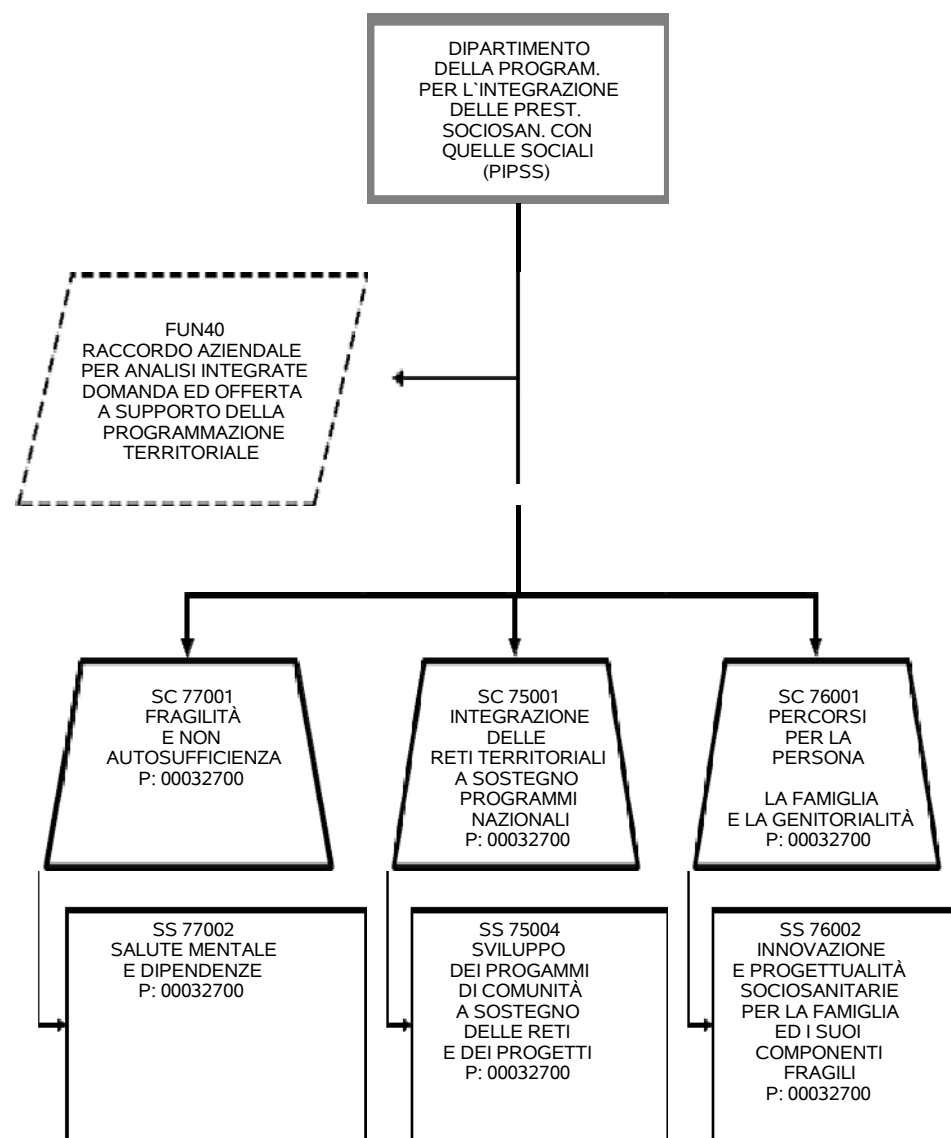 DIPARTIMENTO
DELLA PROGRAM.
PER L`INTEGRAZIONE
DELLE PREST.
SOCIOSAN. CON
QUELLE SOCIALI
(PIPSS)
FUN40
RACCORDO AZIENDALE
PER ANALISI INTEGRATE
DOMANDA ED OFFERTA
A SUPPORTO DELLA
PROGRAMMAZIONE
TERRITORIALE
SC 77001
FRAGILITÀ
E NON
AUTOSUFFICIENZA
P: 00032700
SC 75001
INTEGRAZIONE
DELLE
RETI TERRITORIALI
A SOSTEGNO
PROGRAMMI
NAZIONALI
P: 00032700
SC 76001
PERCORSI
PER LA
PERSONA
LA FAMIGLIA
E LA GENITORIALITÀ
P: 00032700
SS 77002
SALUTE MENTALE
E DIPENDENZE
P: 00032700
SS 75004
SVILUPPO
DEI PROGAMMI
DI COMUNITÀ
A SOSTEGNO
DELLE RETI
E DEI PROGETTI
P: 00032700
SS 76002
INNOVAZIONE
E PROGETTUALITÀ
SOCIOSANITARIE
PER LA FAMIGLIA
ED I SUOI
COMPONENTI
FRAGILI
P: 00032700